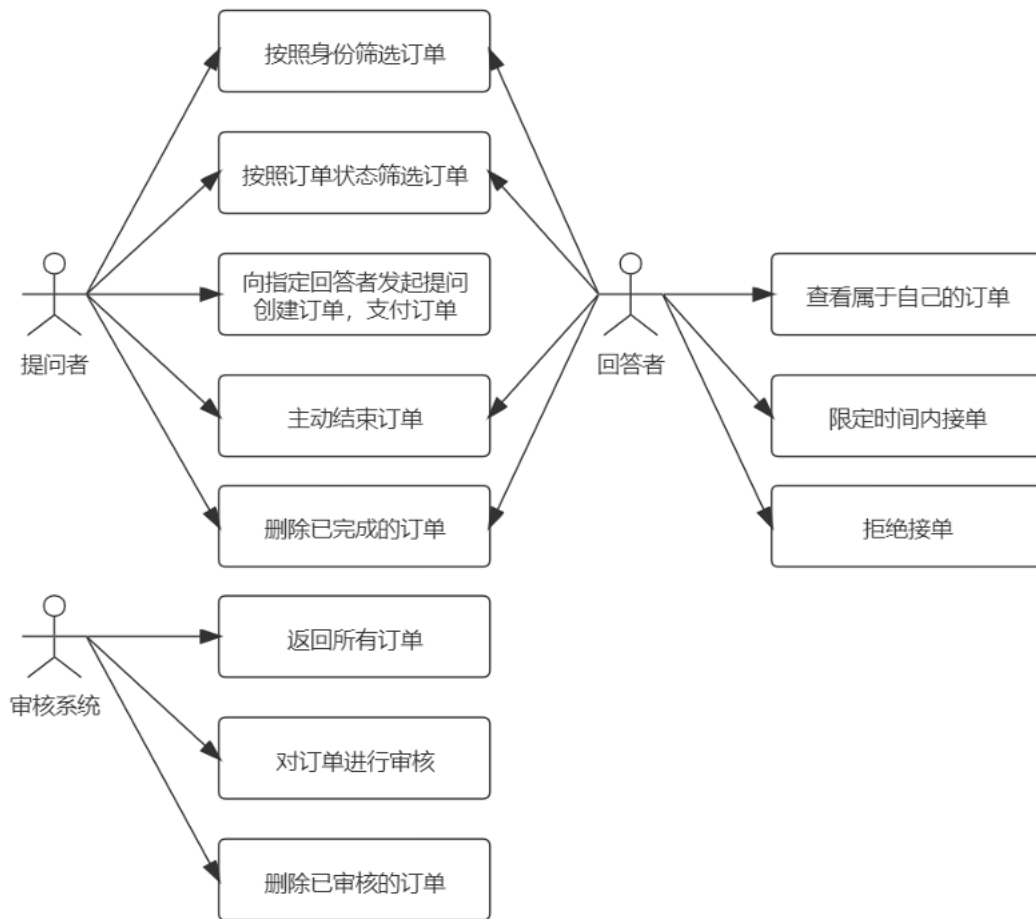 按照身份筛选订单
按照订单状态筛选订单
向指定回答者发起提问
创建订单，支付订单
查看属于自己的订单
提问者
回答者
主动结束订单
限定时间内接单
删除已完成的订单
拒绝接单
返回所有订单
审核系统
对订单进行审核
删除已审核的订单